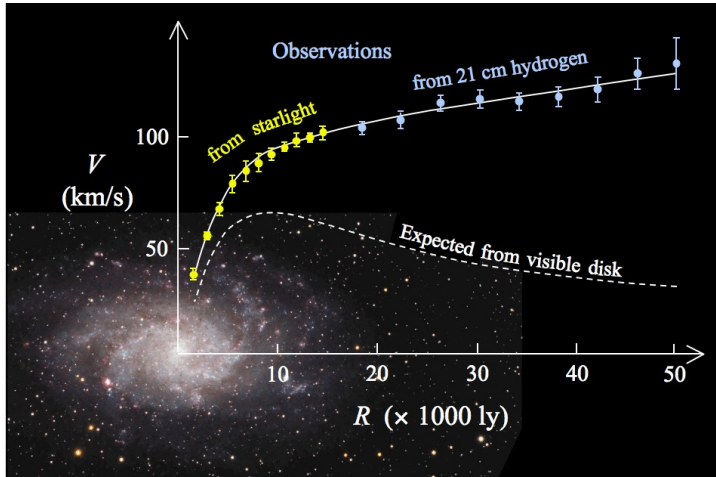 Observations
from 21 cm hydrogen
from starlight
100
V
(km/s)
50
Expected from visible disk
10
20
30
40
50
R (× 1000 ly)